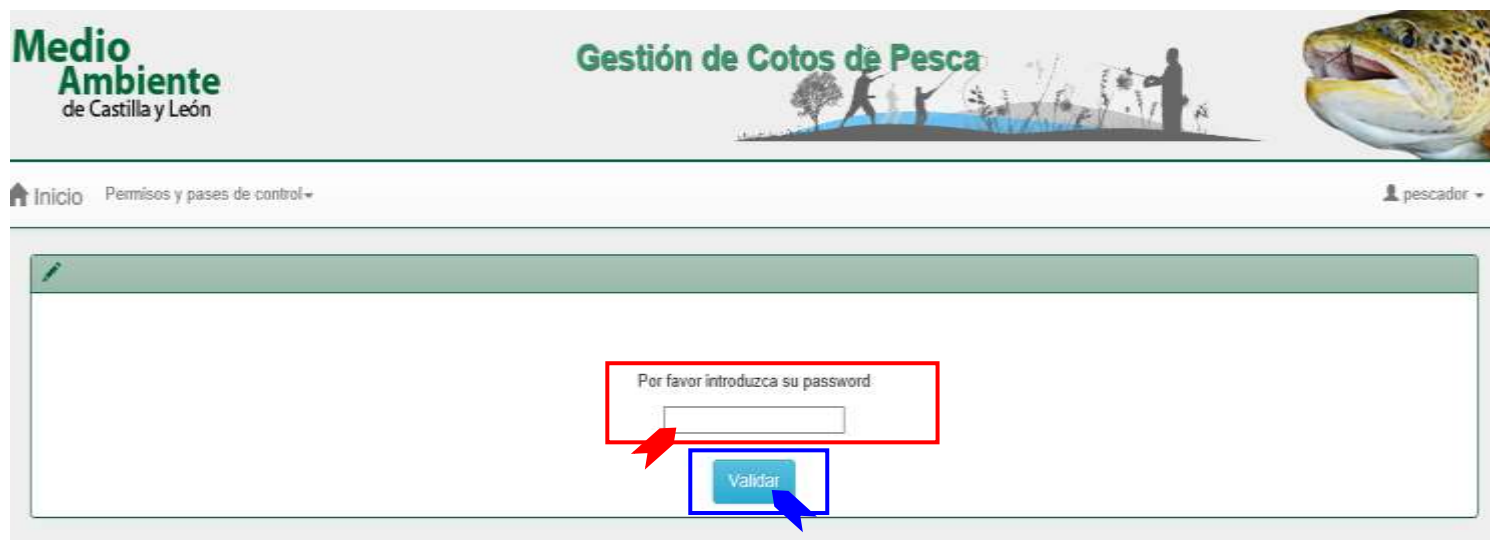 Medio
Ambiente
de Castilla y León
Gestión de Cotos de Pesca
Inicio Permisos y pases de control
pescador
Por favor introduzca su password
Validar